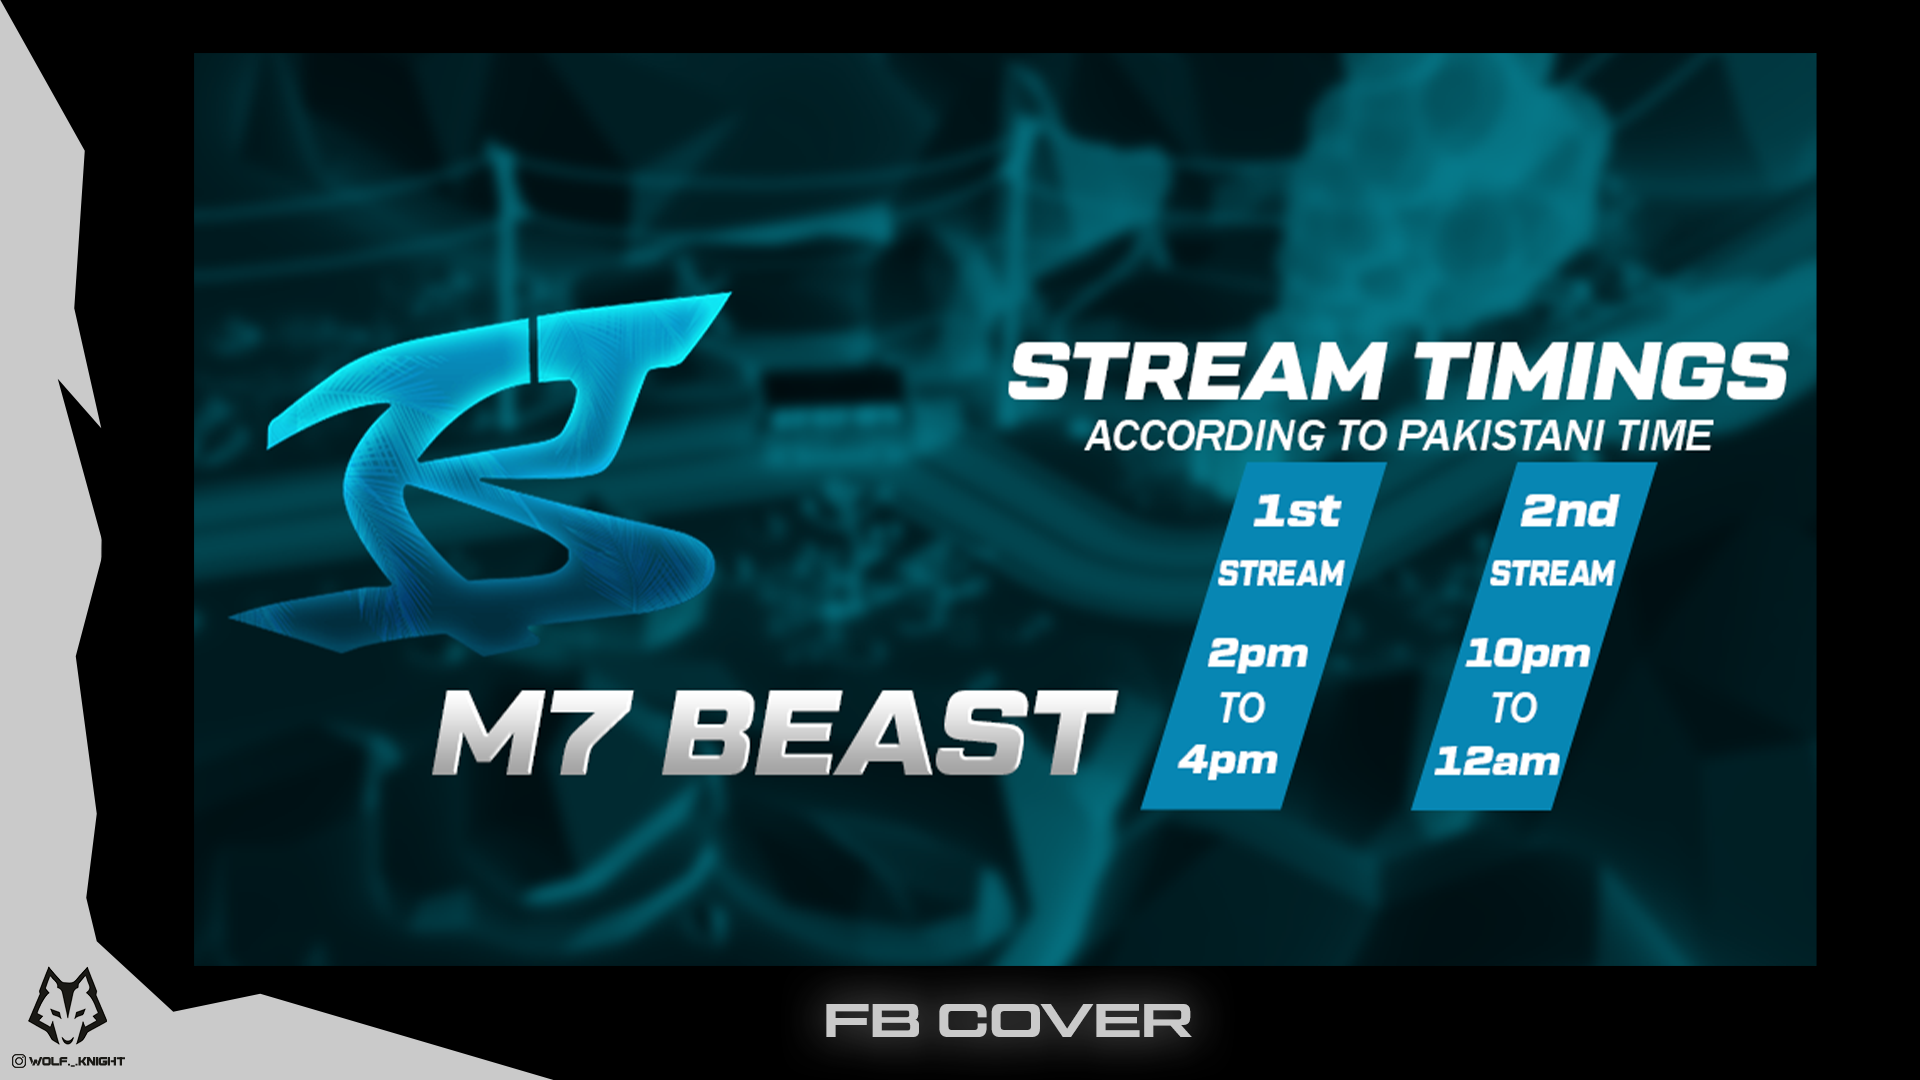 STREAM TIMINGS
ACCORDING TO PAKISTANI TIME
1st
STREAM
2pm
TO
4pm
2nd
STREAM
10pm
TO
12am
M7 BEAST
FB COVER
WOLF._.KNIGHT